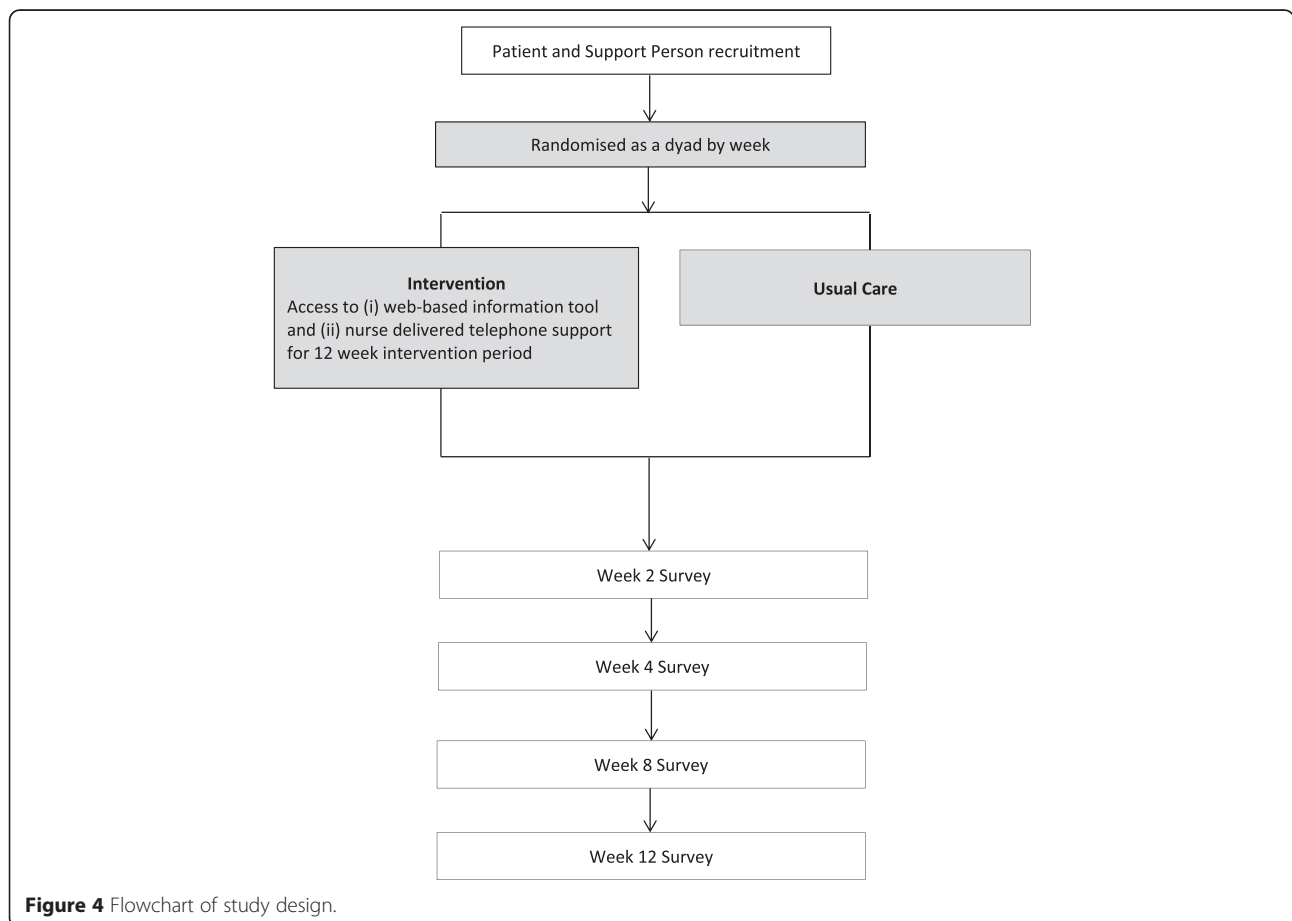 Patient and Support Person recruitment
Randomised as a dyad by week
Intervention
Access to (i) web-based information tool
and (ii) nurse delivered telephone support
for 12 week intervention period
Usual Care
Week 2 Survey
Week 4 Survey
Week 8 Survey
Week 12 Survey
Figure 4 Flowchart of study design.